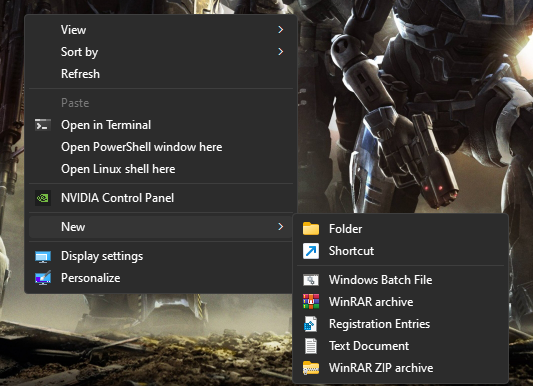 View
Sort by
Refresh
Paste
Open in Terminal
Open PowerShell window here
Open Linux shell here
NVIDIA Control Panel
New
Display settings
Personalize
Folder
Shortcut
Windows Batch File
WinRAR archive
Registration Entries
Text Document
WinRAR ZIP archive